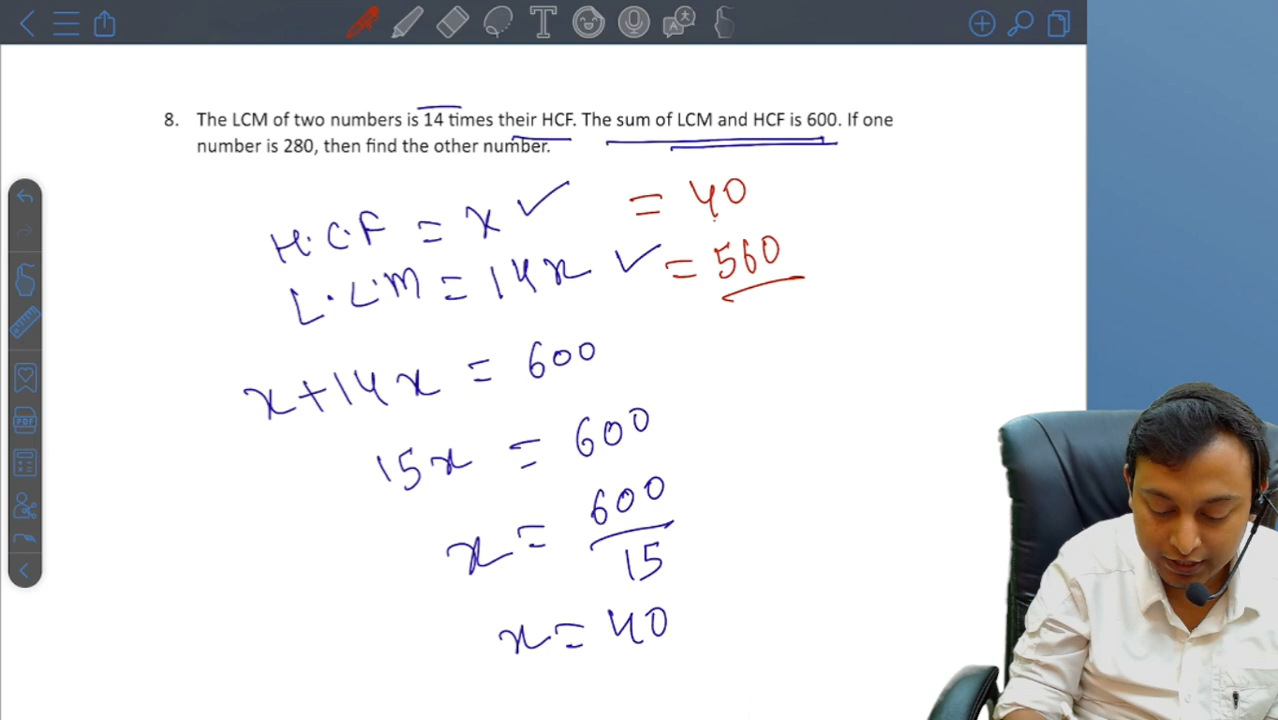 8. The LCM of two numbers is 14 times their HCF. The sum of LCM and HCF is 600. If one
number is 280, then find the other number.
H.C.F = x ✓ = 40
L.C.M = 14x ✓ = 560
x+14x = 600
15x = 600
x = 600/15
x = 40
T
A
PDF